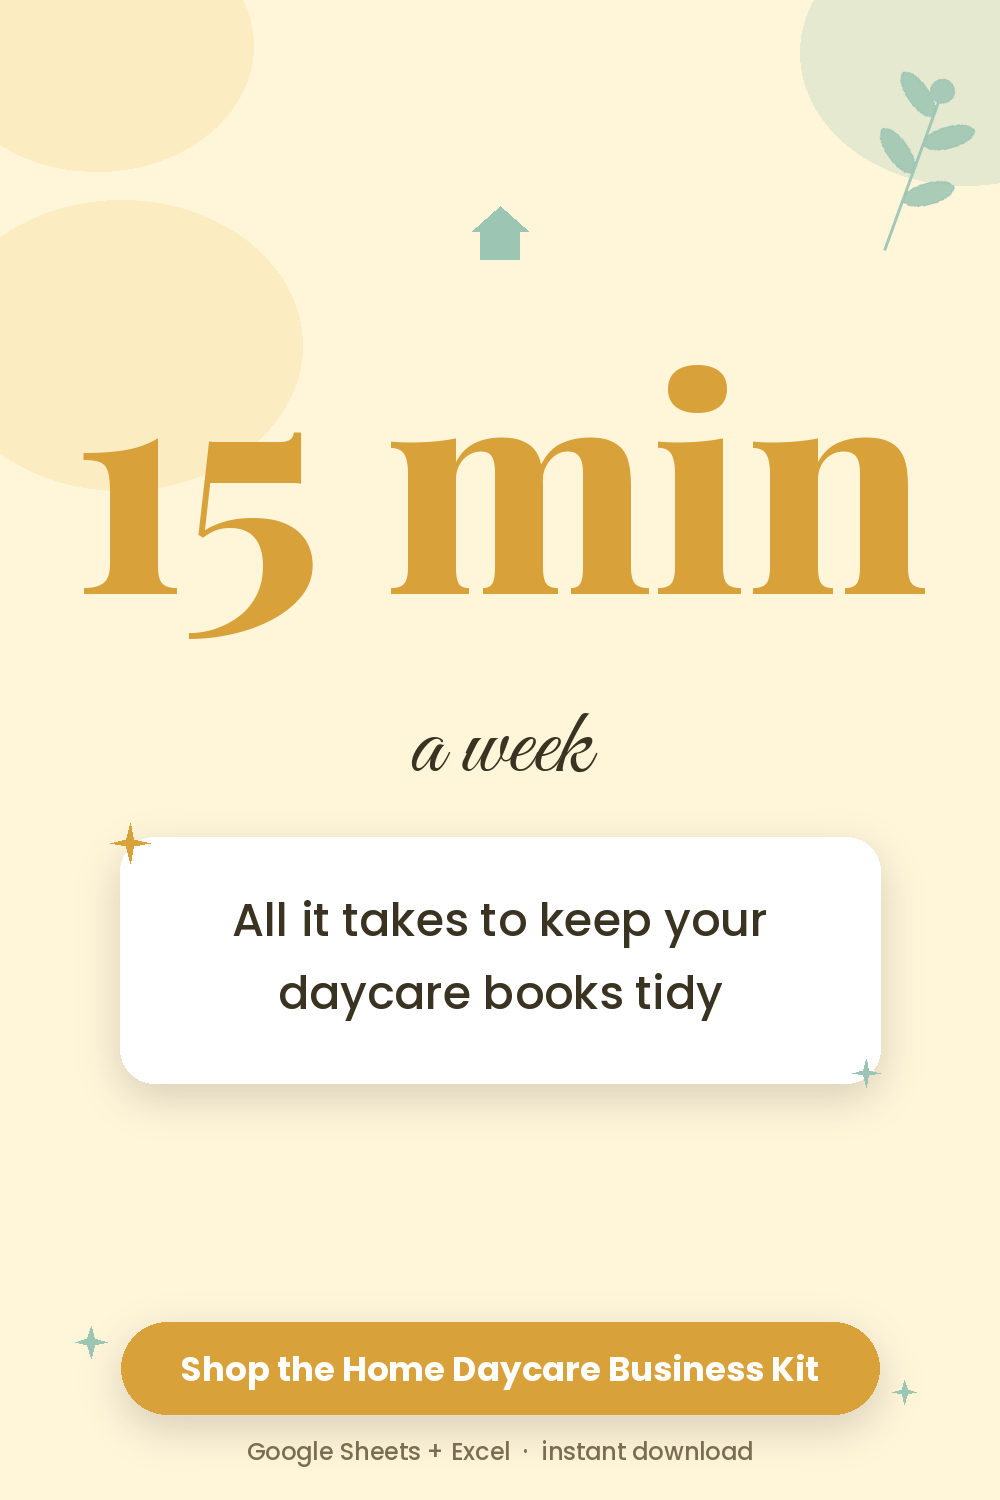 15 min
a week
All it takes to keep your
daycare books tidy
Shop the Home Daycare Business Kit
Google Sheets + Excel · instant download